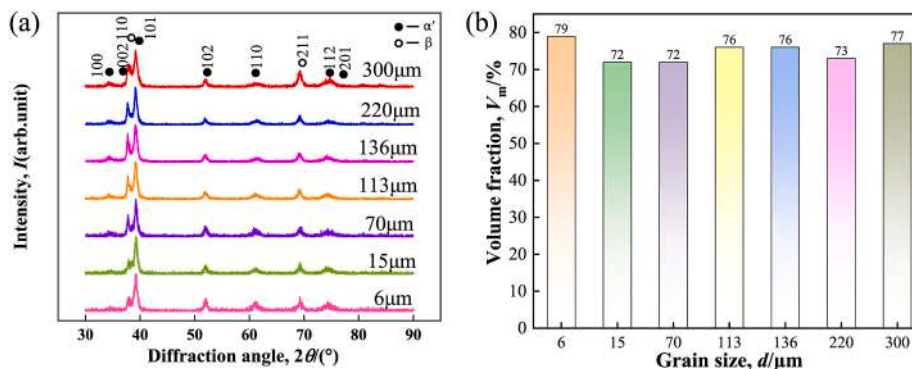 (a)
● — α′
○ — β
100
002
110
101
102
110
211
112
201
300μm
220μm
136μm
113μm
70μm
15μm
6μm
Intensity, I(arb.unit)
30 40 50 60 70 80 90
Diffraction angle, 2θ/(°)
(b)
Volume fraction, Vm/%
80
70
60
50
40
30
20
10
0
79 72 72 76 76 73 77
6 15 70 113 136 220 300
Grain size, d/μm